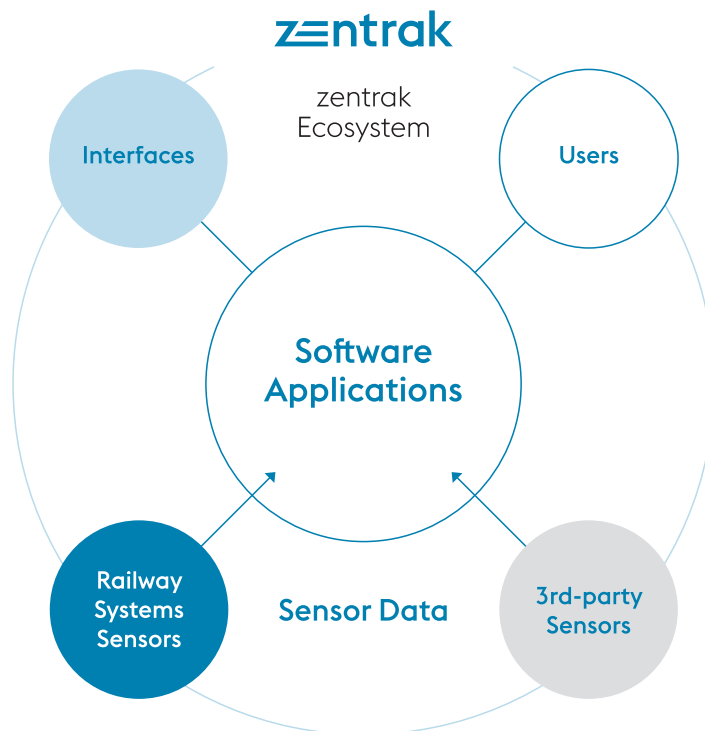 zentrak
zentrak
Ecosystem
Interfaces
Users
Software
Applications
Railway
Systems
Sensors
Sensor Data
3rd-party
Sensors